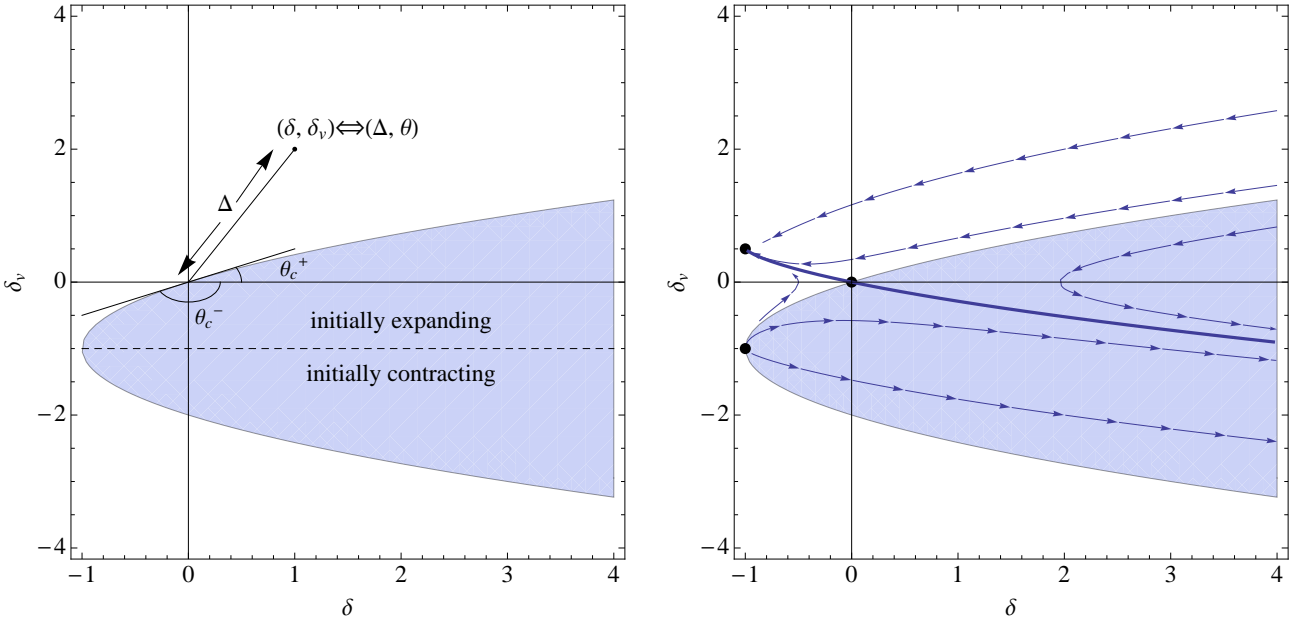 4
2
0
−2
−4
δᵥ
(δ, δᵥ)⇔(Δ, θ)
Δ
θc⁺
θc⁻
initially expanding
initially contracting
−1 0 1 2 3 4
δ
4
2
0
−2
−4
δᵥ
−1 0 1 2 3 4
δ